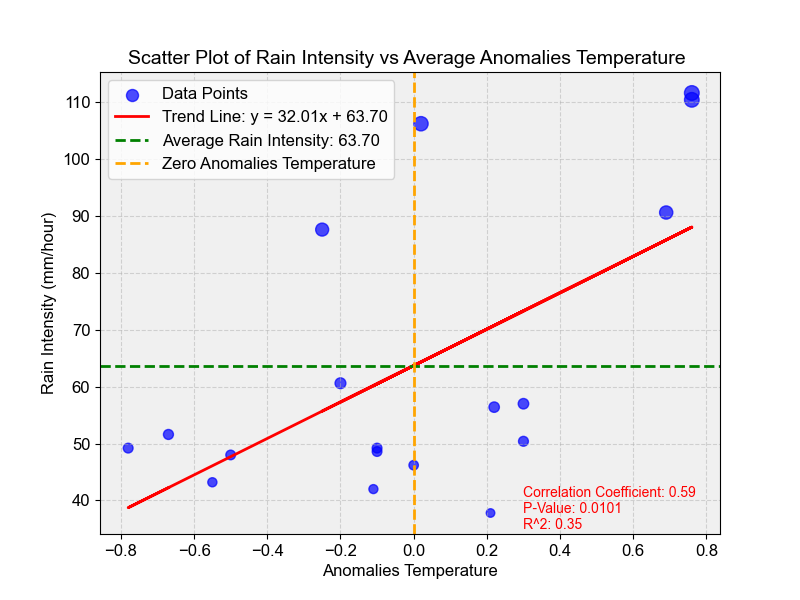 Scatter Plot of Rain Intensity vs Average Anomalies Temperature
Data Points
Trend Line: y = 32.01x + 63.70
Average Rain Intensity: 63.70
Zero Anomalies Temperature
Rain Intensity (mm/hour)
110
100
90
80
70
60
50
40
Correlation Coefficient: 0.59
P-Value: 0.0101
R^2: 0.35
−0.8 −0.6 −0.4 −0.2 0.0 0.2 0.4 0.6 0.8
Anomalies Temperature